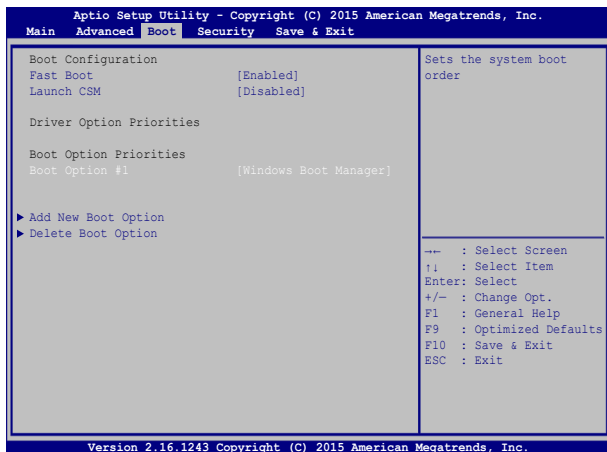 Aptio Setup Utility - Copyright (C) 2015 American Megatrends, Inc.
Main Advanced Boot Security Save & Exit
Boot Configuration
Fast Boot [Enabled]
Launch CSM [Disabled]
Driver Option Priorities
Boot Option Priorities
Boot Option #1 [Windows Boot Manager]
Add New Boot Option
Delete Boot Option
Sets the system boot
order
→← : Select Screen
↑↓ : Select Item
Enter: Select
+/— : Change Opt.
F1 : General Help
F9 : Optimized Defaults
F10 : Save & Exit
ESC : Exit
Version 2.16.1243 Copyright (C) 2015 American Megatrends, Inc.